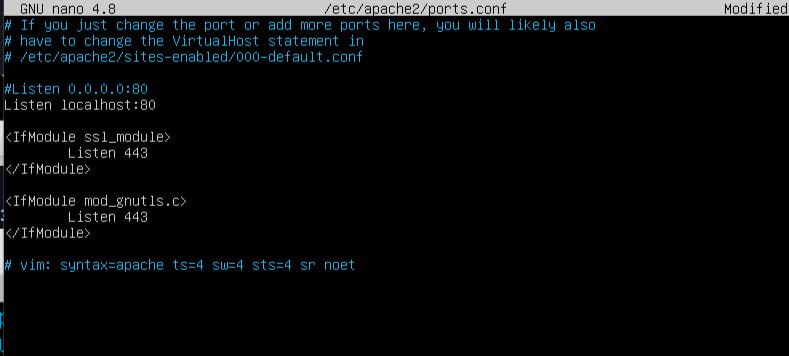 GNU nano 4.8 /etc/apache2/ports.conf Modified
# If you just change the port or add more ports here, you will likely also
# have to change the VirtualHost statement in
# /etc/apache2/sites-enabled/000-default.conf
#Listen 0.0.0.0:80
Listen localhost:80
<IfModule ssl_module>
Listen 443
</IfModule>
<IfModule mod_gnutls.c>
Listen 443
</IfModule>
# vim: syntax=apache ts=4 sw=4 sts=4 sr noet